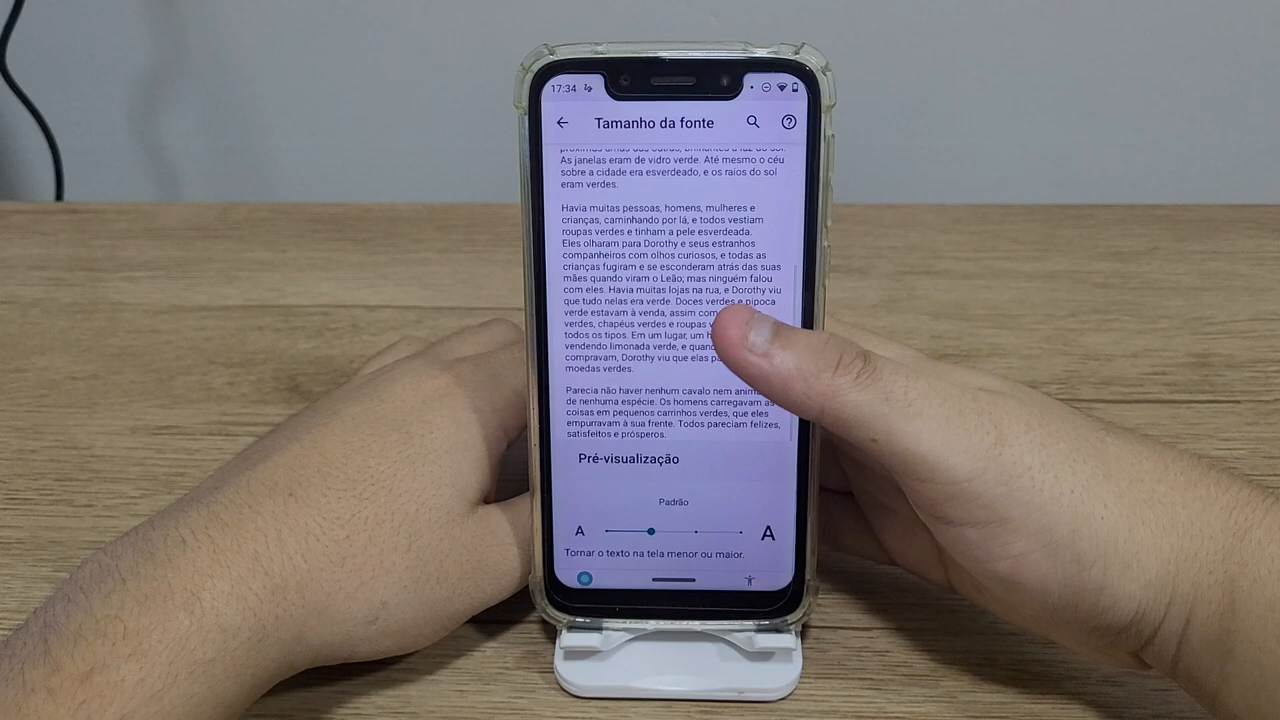 17:34
Tamanho da fonte
As janelas eram de vidro verde. Até mesmo o céu
sobre a cidade era esverdeado, e os raios do sol
eram verdes.
Havia muitas pessoas, homens, mulheres e
crianças, caminhando por lá, e todos vestiam
roupas verdes e tinham a pele esverdeada.
Eles olharam para Dorothy e seus estranhos
companheiros com olhos curiosos, e todas as
crianças fugiram e se esconderam atrás das suas
mães quando viram o Leão; mas ninguém falou
com eles. Havia muitas lojas na rua, e Dorothy viu
que tudo nelas era verde. Doces verdes e pipoca
verde estavam à venda, assim com
verdes, chapéus verdes e roupas v
todos os tipos. Em um lugar, um h
vendendo limonada verde, e quand
compravam, Dorothy viu que elas pa
moedas verdes.
Parecia não haver nenhum cavalo nem anim
de nenhuma espécie. Os homens carregavam as
coisas em pequenos carrinhos verdes, que eles
empurravam à sua frente. Todos pareciam felizes,
satisfeitos e prósperos.
Pré-visualização
Padrão
A A
Tornar o texto na tela menor ou maior.